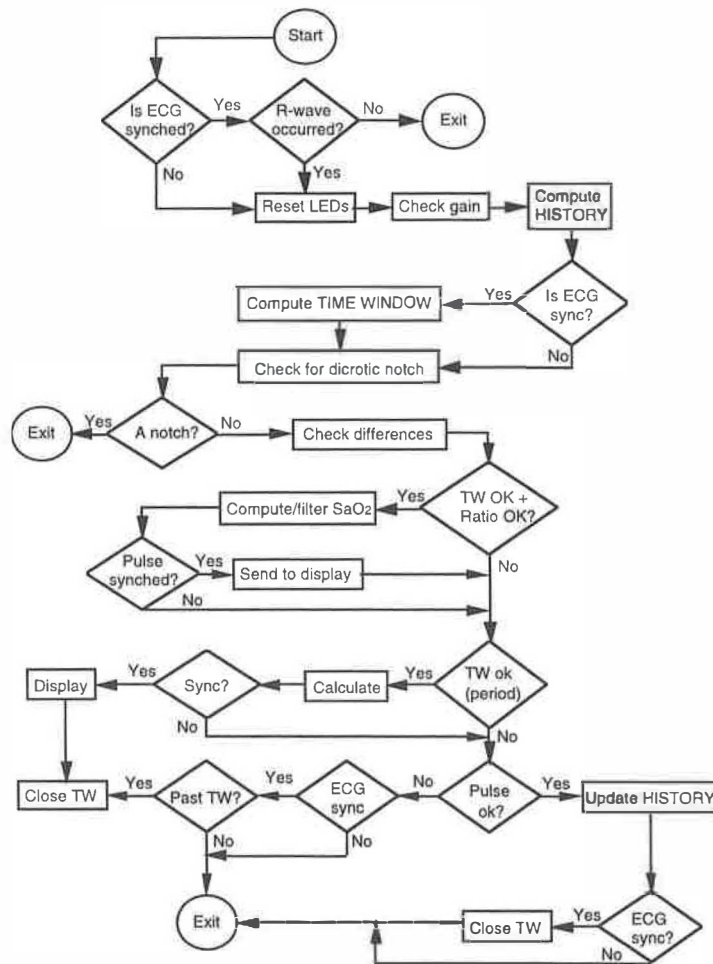 Start
Is ECG
synched?
Yes
R-wave
occurred?
No
Exit
No
Yes
Reset LEDs
Check gain
Compute
HISTORY
Compute TIME WINDOW
Yes
Is ECG
sync?
Check for dicrotic notch
No
Exit
Yes
A notch?
No
Check differences
Compute/filter SaO2
Yes
TW OK +
Ratio OK?
Pulse
synched?
Yes
Send to display
No
No
Display
Yes
Sync?
Calculate
Yes
TW ok
(period)
No
No
Close TW
Yes
Past TW?
Yes
ECG
sync
No
Pulse
ok?
Yes
Update HISTORY
No
No
Exit
Close TW
Yes
ECG
sync?
No